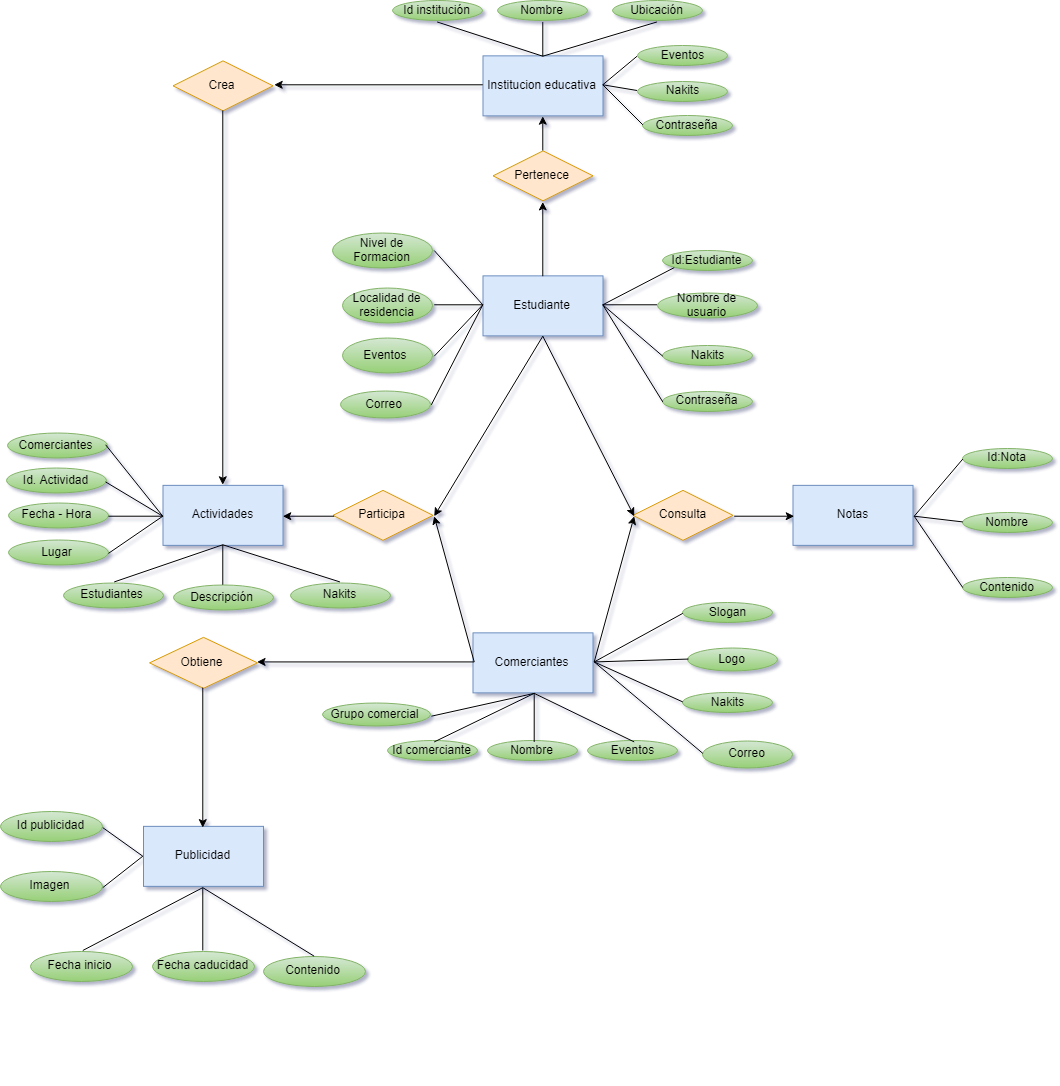 Id institución
Nombre
Ubicación
Eventos
Crea
Institucion educativa
Nakits
Contraseña
Pertenece
Nivel de
Formacion
Id:Estudiante
Localidad de
residencia
Estudiante
Nombre de
usuario
Eventos
Nakits
Correo
Contraseña
Comerciantes
Id. Actividad
Fecha - Hora
Lugar
Actividades
Participa
Consulta
Notas
Id:Nota
Nombre
Contenido
Estudiantes
Descripción
Nakits
Slogan
Obtiene
Comerciantes
Logo
Nakits
Grupo comercial
Id comerciante
Nombre
Eventos
Correo
Id publicidad
Publicidad
Imagen
Fecha inicio
Fecha caducidad
Contenido